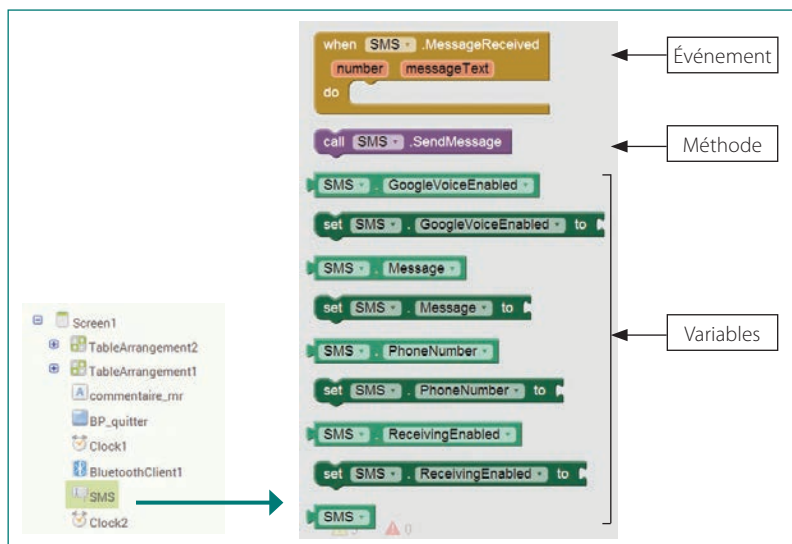 when SMS .MessageReceived
number messageText
do
Événement
call SMS .SendMessage
Méthode
SMS . GoogleVoiceEnabled
set SMS . GoogleVoiceEnabled to
SMS . Message
set SMS . Message to
SMS . PhoneNumber
set SMS . PhoneNumber to
SMS . ReceivingEnabled
set SMS . ReceivingEnabled to
SMS
0
Variables
Screen1
TableArrangement2
TableArrangement1
A commentaire_mr
BP_quitter
Clock1
BluetoothClient1
SMS
Clock2